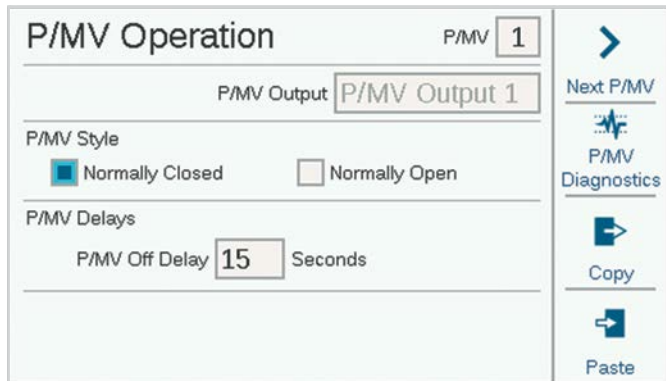 P/MV Operation
P/MV 1
P/MV Output P/MV Output 1
P/MV Style
Normally Closed
Normally Open
P/MV Delays
P/MV Off Delay 15 Seconds
Next P/MV
P/MV
Diagnostics
Copy
Paste